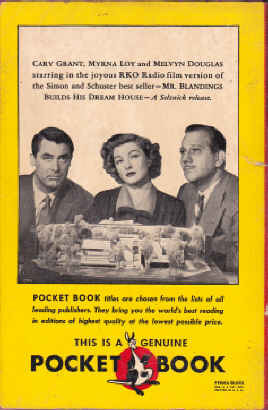 CARY GRANT, MYRNA LOY and MELVYN DOUGLAS
starring in the joyous RKO Radio film version of
the Simon and Schuster best seller—MR. BLANDINGS
BUILDS HIS DREAM HOUSE—A Selznick release.
POCKET BOOK titles are chosen from the lists of all
leading publishers. They bring you the world's best reading
in editions of highest quality at the lowest possible price.
THIS IS A GENUINE
POCKET BOOK